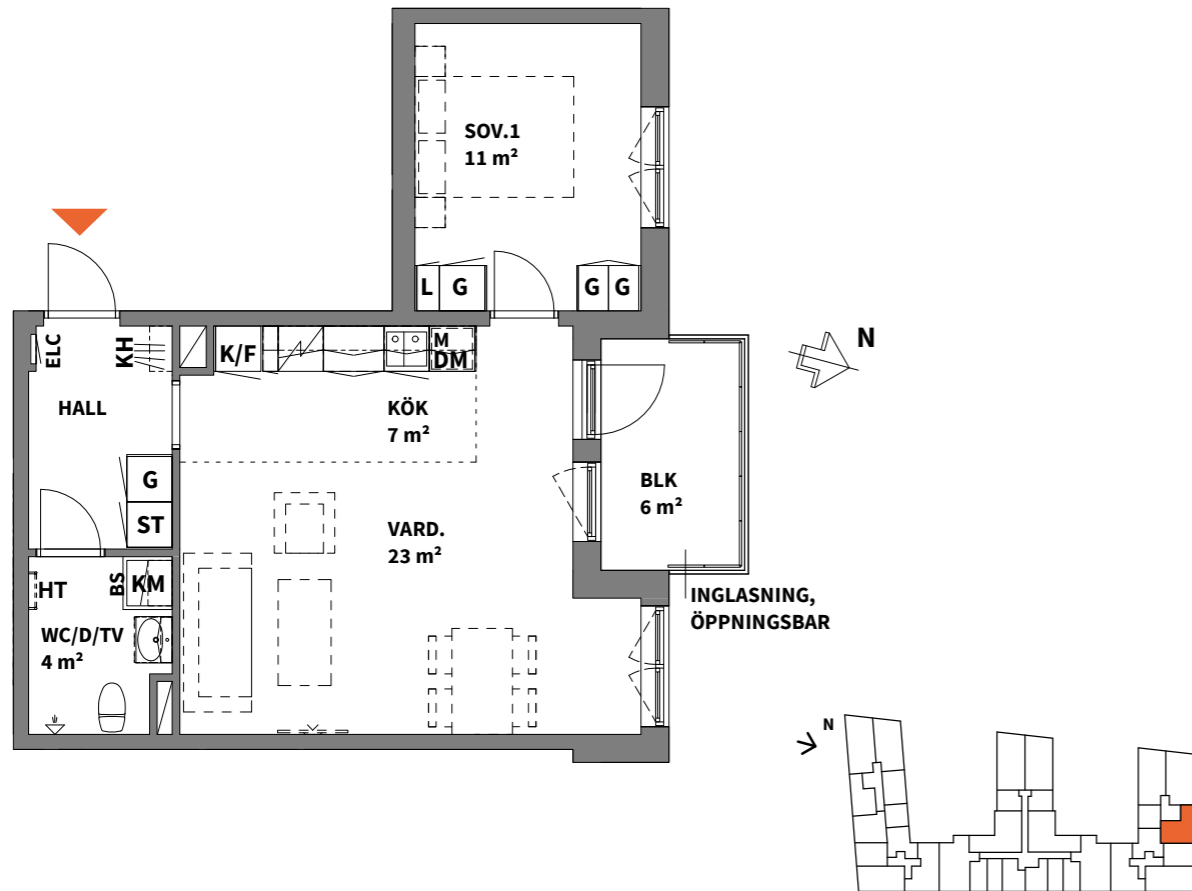 SOV.1
11 m²
L
G
G
G
ELC
KH
K/F
M
DM
N
HALL
KÖK
7 m²
G
ST
BLK
6 m²
VARD.
23 m²
HT
BS
KM
INGLASNING,
ÖPPNINGSBAR
WC/D/TV
4 m²
N